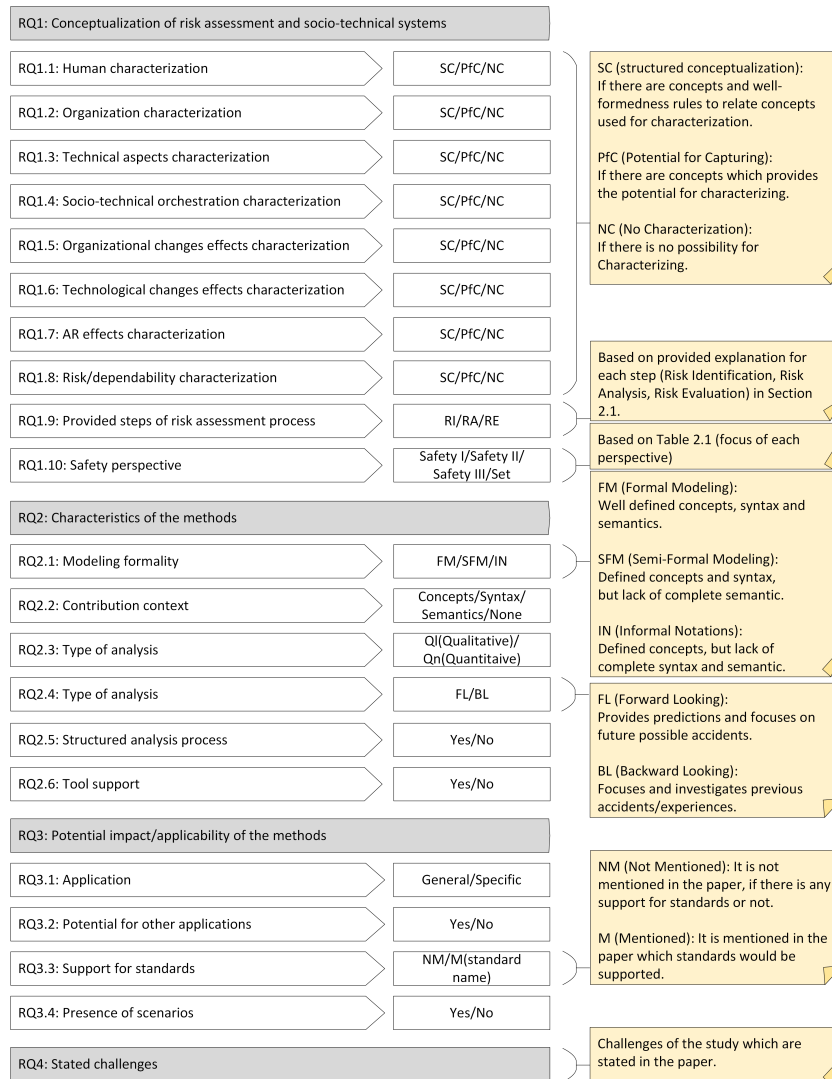 RQ1: Conceptualization of risk assessment and socio-technical systems
RQ1.1: Human characterization
SC/PfC/NC
RQ1.2: Organization characterization
SC/PfC/NC
RQ1.3: Technical aspects characterization
SC/PfC/NC
RQ1.4: Socio-technical orchestration characterization
SC/PfC/NC
RQ1.5: Organizational changes effects characterization
SC/PfC/NC
RQ1.6: Technological changes effects characterization
SC/PfC/NC
RQ1.7: AR effects characterization
SC/PfC/NC
RQ1.8: Risk/dependability characterization
SC/PfC/NC
SC (structured conceptualization):
If there are concepts and well-
formedness rules to relate concepts
used for characterization.
PfC (Potential for Capturing):
If there are concepts which provides
the potential for characterizing.
NC (No Characterization):
If there is no possibility for
Characterizing.
RQ1.9: Provided steps of risk assessment process
RI/RA/RE
Based on provided explanation for
each step (Risk Identification, Risk
Analysis, Risk Evaluation) in Section
2.1.
RQ1.10: Safety perspective
Safety I/Safety II/
Safety III/Set
Based on Table 2.1 (focus of each
perspective)
RQ2: Characteristics of the methods
RQ2.1: Modeling formality
FM/SFM/IN
FM (Formal Modeling):
Well defined concepts, syntax and
semantics.
SFM (Semi-Formal Modeling):
Defined concepts and syntax,
but lack of complete semantic.
IN (Informal Notations):
Defined concepts, but lack of
complete syntax and semantic.
RQ2.2: Contribution context
Concepts/Syntax/
Semantics/None
RQ2.3: Type of analysis
Ql(Qualitative)/
Qn(Quantitaive)
RQ2.4: Type of analysis
FL/BL
FL (Forward Looking):
Provides predictions and focuses on
future possible accidents.
BL (Backward Looking):
Focuses and investigates previous
accidents/experiences.
RQ2.5: Structured analysis process
Yes/No
RQ2.6: Tool support
Yes/No
RQ3: Potential impact/applicability of the methods
RQ3.1: Application
General/Specific
RQ3.2: Potential for other applications
Yes/No
RQ3.3: Support for standards
NM/M(standard
name)
NM (Not Mentioned): It is not
mentioned in the paper, if there is any
support for standards or not.
M (Mentioned): It is mentioned in the
paper which standards would be
supported.
RQ3.4: Presence of scenarios
Yes/No
RQ4: Stated challenges
Challenges of the study which are
stated in the paper.